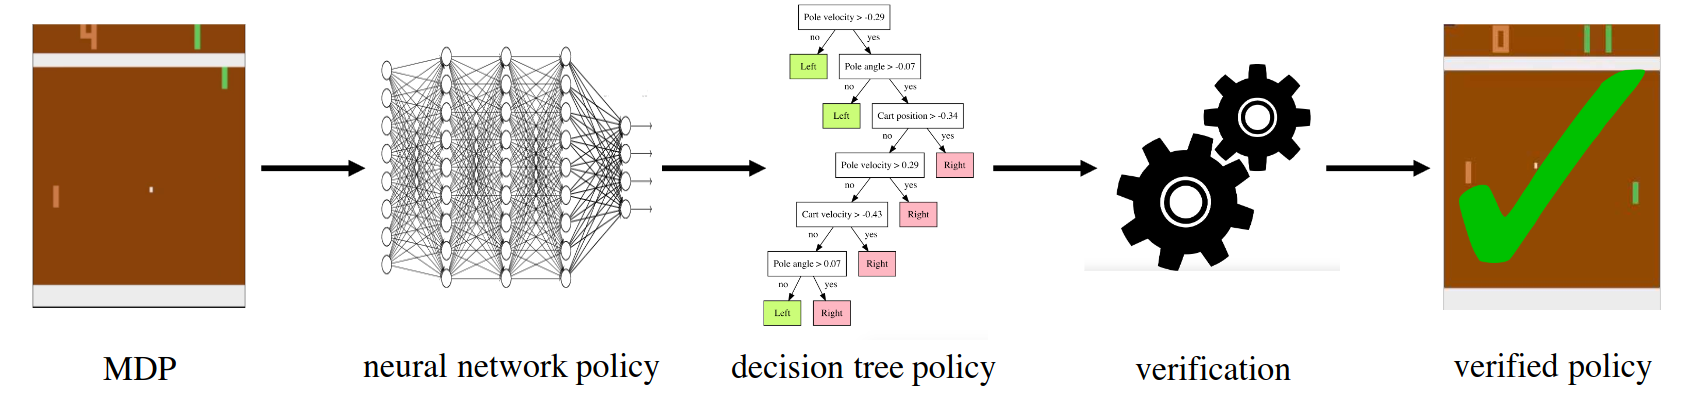 4
0
Pole velocity > -0.29
no
yes
Left
Pole angle > -0.07
no
yes
Left
Cart position > -0.34
no
yes
Pole velocity > 0.29
Right
no
yes
Cart velocity > -0.43
Right
no
yes
Pole angle > 0.07
Right
no
yes
Left
Right
MDP
neural network policy
decision tree policy
verification
verified policy